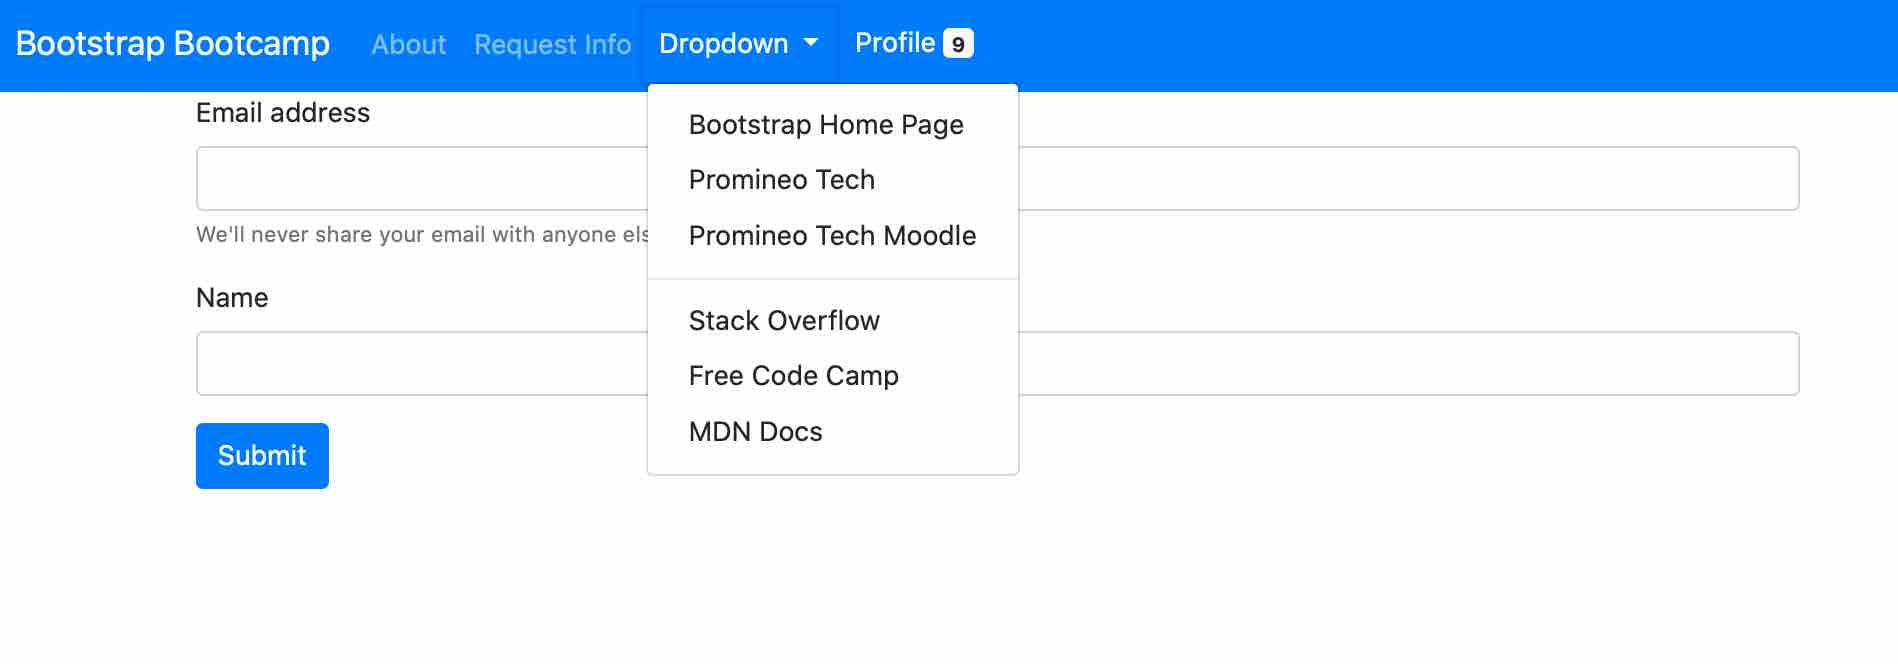 Bootstrap Bootcamp About Request Info Dropdown Profile 9
Email address
We'll never share your email with anyone
Name
Submit
Bootstrap Home Page
Promineo Tech
Promineo Tech Moodle
Stack Overflow
Free Code Camp
MDN Docs